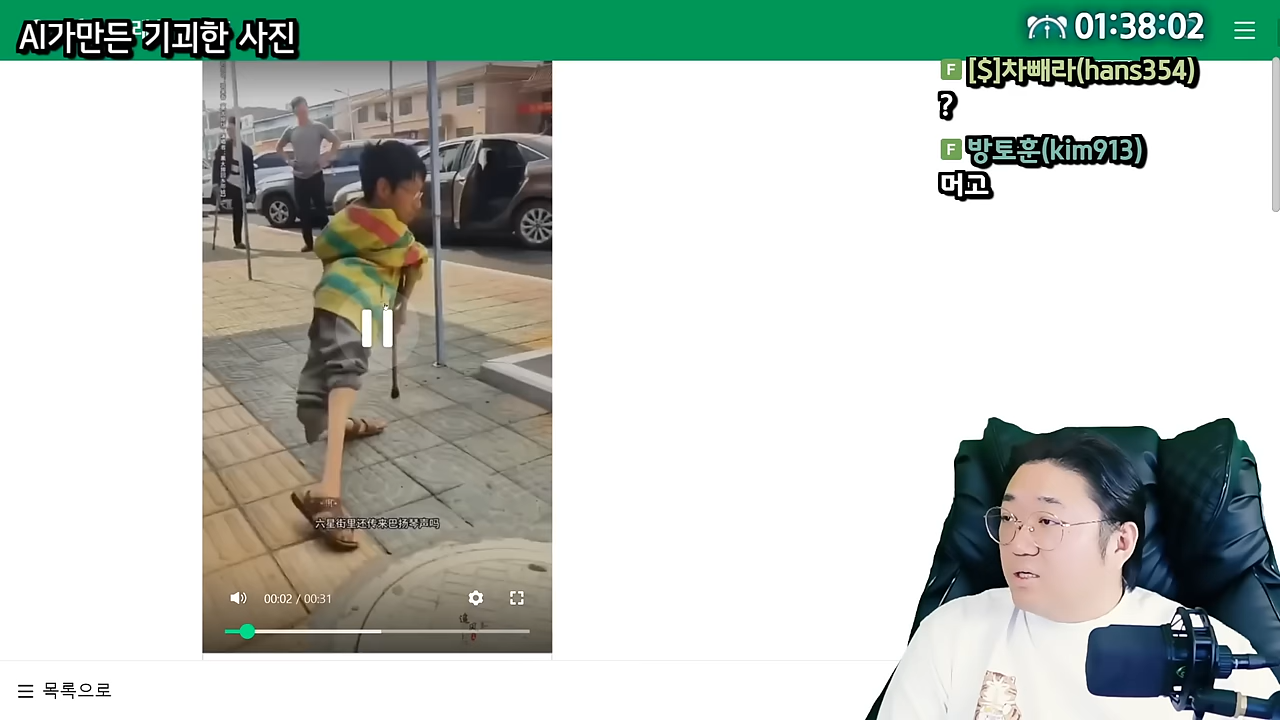 AI가만든 기괴한 사진
01:38:02
F [$]차빼라(hans354)
?
F 방토훈(kim913)
머고
六星街里还传来巴扬琴声吗
00:02 / 00:31
목록으로